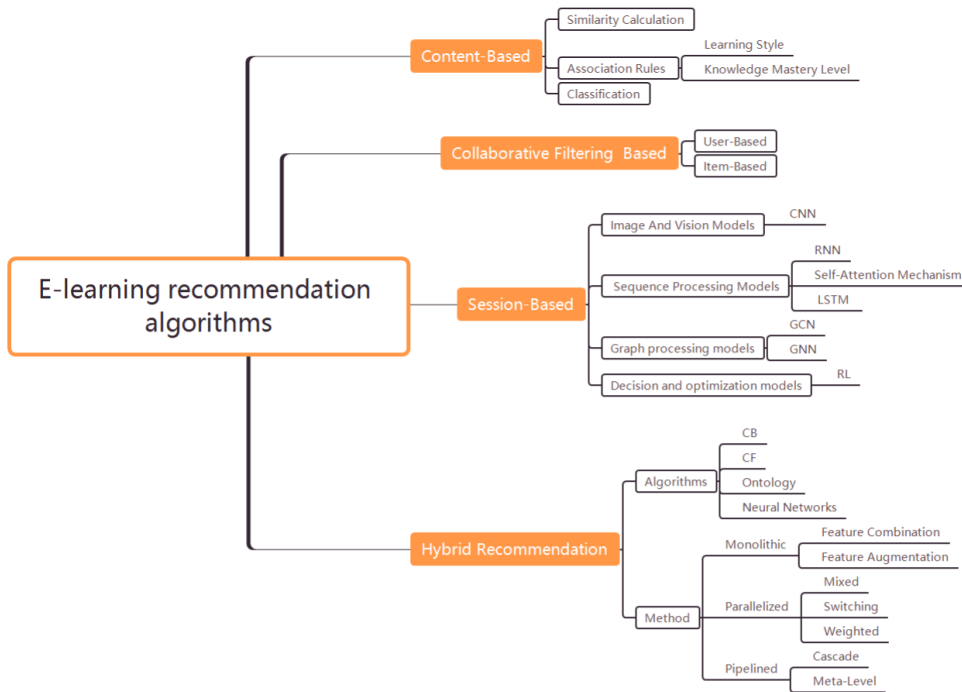 E-learning recommendation
algorithms
Content-Based
Similarity Calculation
Association Rules
Learning Style
Knowledge Mastery Level
Classification
Collaborative Filtering Based
User-Based
Item-Based
Session-Based
Image And Vision Models
CNN
Sequence Processing Models
RNN
Self-Attention Mechanism
LSTM
Graph processing models
GCN
GNN
Decision and optimization models
RL
Hybrid Recommendation
Algorithms
CB
CF
Ontology
Neural Networks
Method
Monolithic
Feature Combination
Feature Augmentation
Parallelized
Mixed
Switching
Weighted
Pipelined
Cascade
Meta-Level